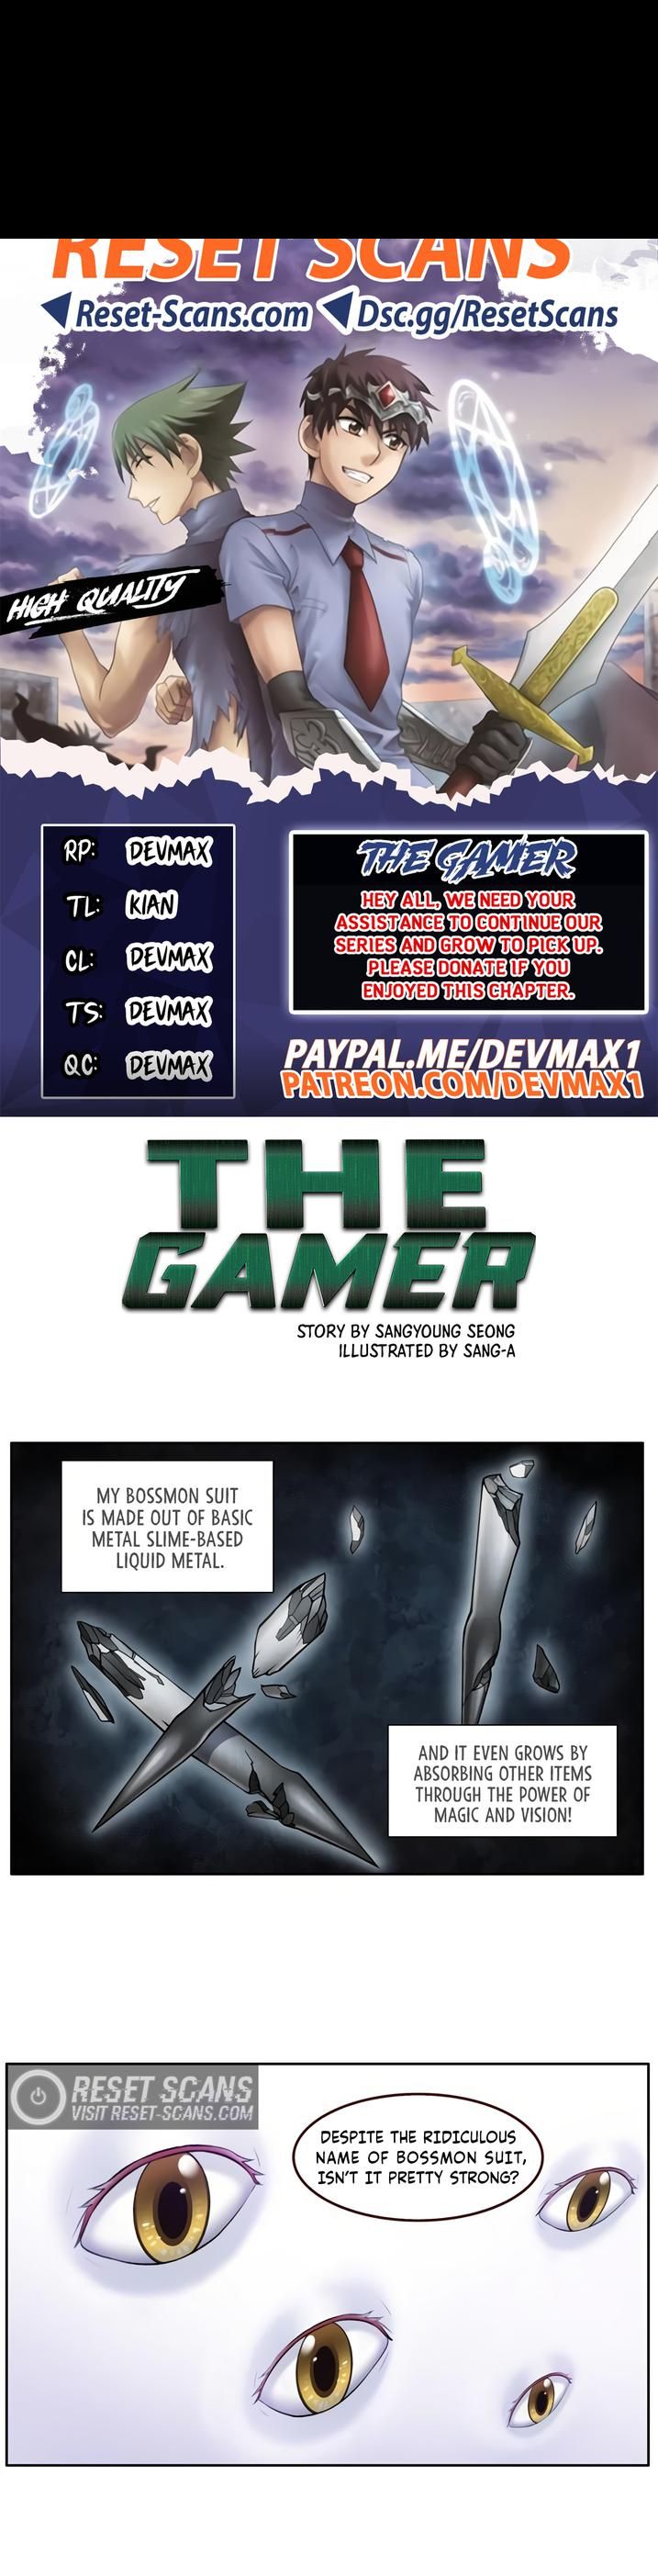 RESET SCANS
Reset-Scans.com Dsc.gg/ResetScans
HIGH QUALITY
RP: DEVMAX
TL: KIAN
CL: DEVMAX
TS: DEVMAX
QC: DEVMAX
THE GAMER
HEY ALL, WE NEED YOUR
ASSISTANCE TO CONTINUE OUR
SERIES AND GROW TO PICK UP.
PLEASE DONATE IF YOU
ENJOYED THIS CHAPTER.
PAYPAL.ME/DEVMAX1
PATREON.COM/DEVMAX1
THE
GAMER
STORY BY SANGYOUNG SEONG
ILLUSTRATED BY SANG-A
MY BOSSMON SUIT
IS MADE OUT OF BASIC
METAL SLIME-BASED
LIQUID METAL.
AND IT EVEN GROWS BY
ABSORBING OTHER ITEMS
THROUGH THE POWER OF
MAGIC AND VISION!
RESET SCANS
VISIT RESET-SCANS.COM
DESPITE THE RIDICULOUS
NAME OF BOSSMON SUIT,
ISN'T IT PRETTY STRONG?